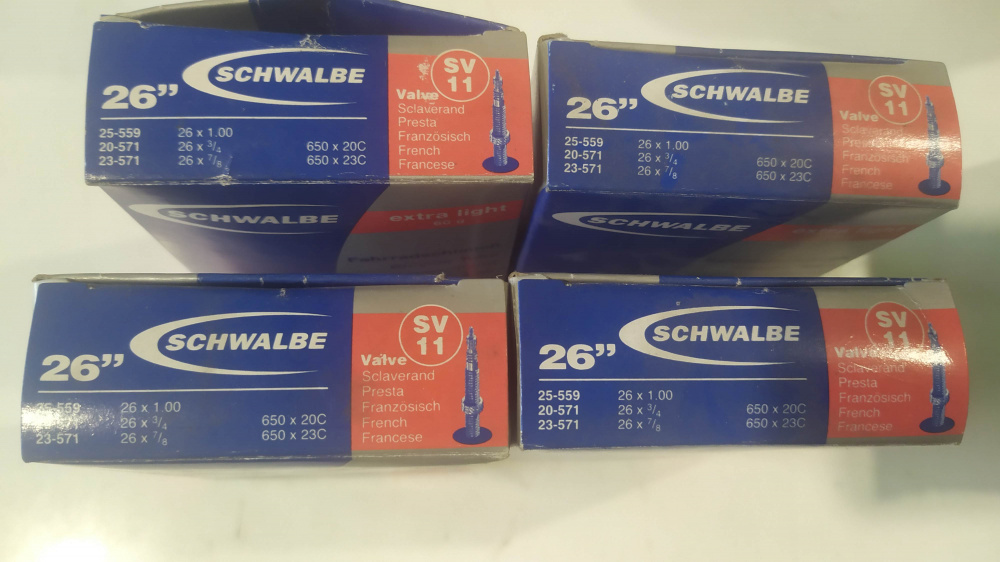 SCHWALBE
26”
25-559 26 x 1.00
20-571 26 x 3/4 650 x 20C
23-571 26 x 7/8 650 x 23C
SV
11
Valve
Sclaverand
Presta
Französisch
French
Francese
SCHWALBE
extra light
SCHWALBE
26”
25-559 26 x 1.00
20-571 26 x 3/4 650 x 20C
23-571 26 x 7/8 650 x 23C
SV
11
Valve
Sclaverand
Presta
Französisch
French
Francese
SCHWALBE
SCHWALBE
26”
25-559 26 x 1.00
26 x 3/4 650 x 20C
23-571 26 x 7/8 650 x 23C
SV
11
Valve
Sclaverand
Presta
Französisch
French
Francese
SCHWALBE
26”
25-559 26 x 1.00
20-571 26 x 3/4 650 x 20C
23-571 26 x 7/8 650 x 23C
SV
11
Valve
Sclaverand
Presta
Französisch
French
Francese